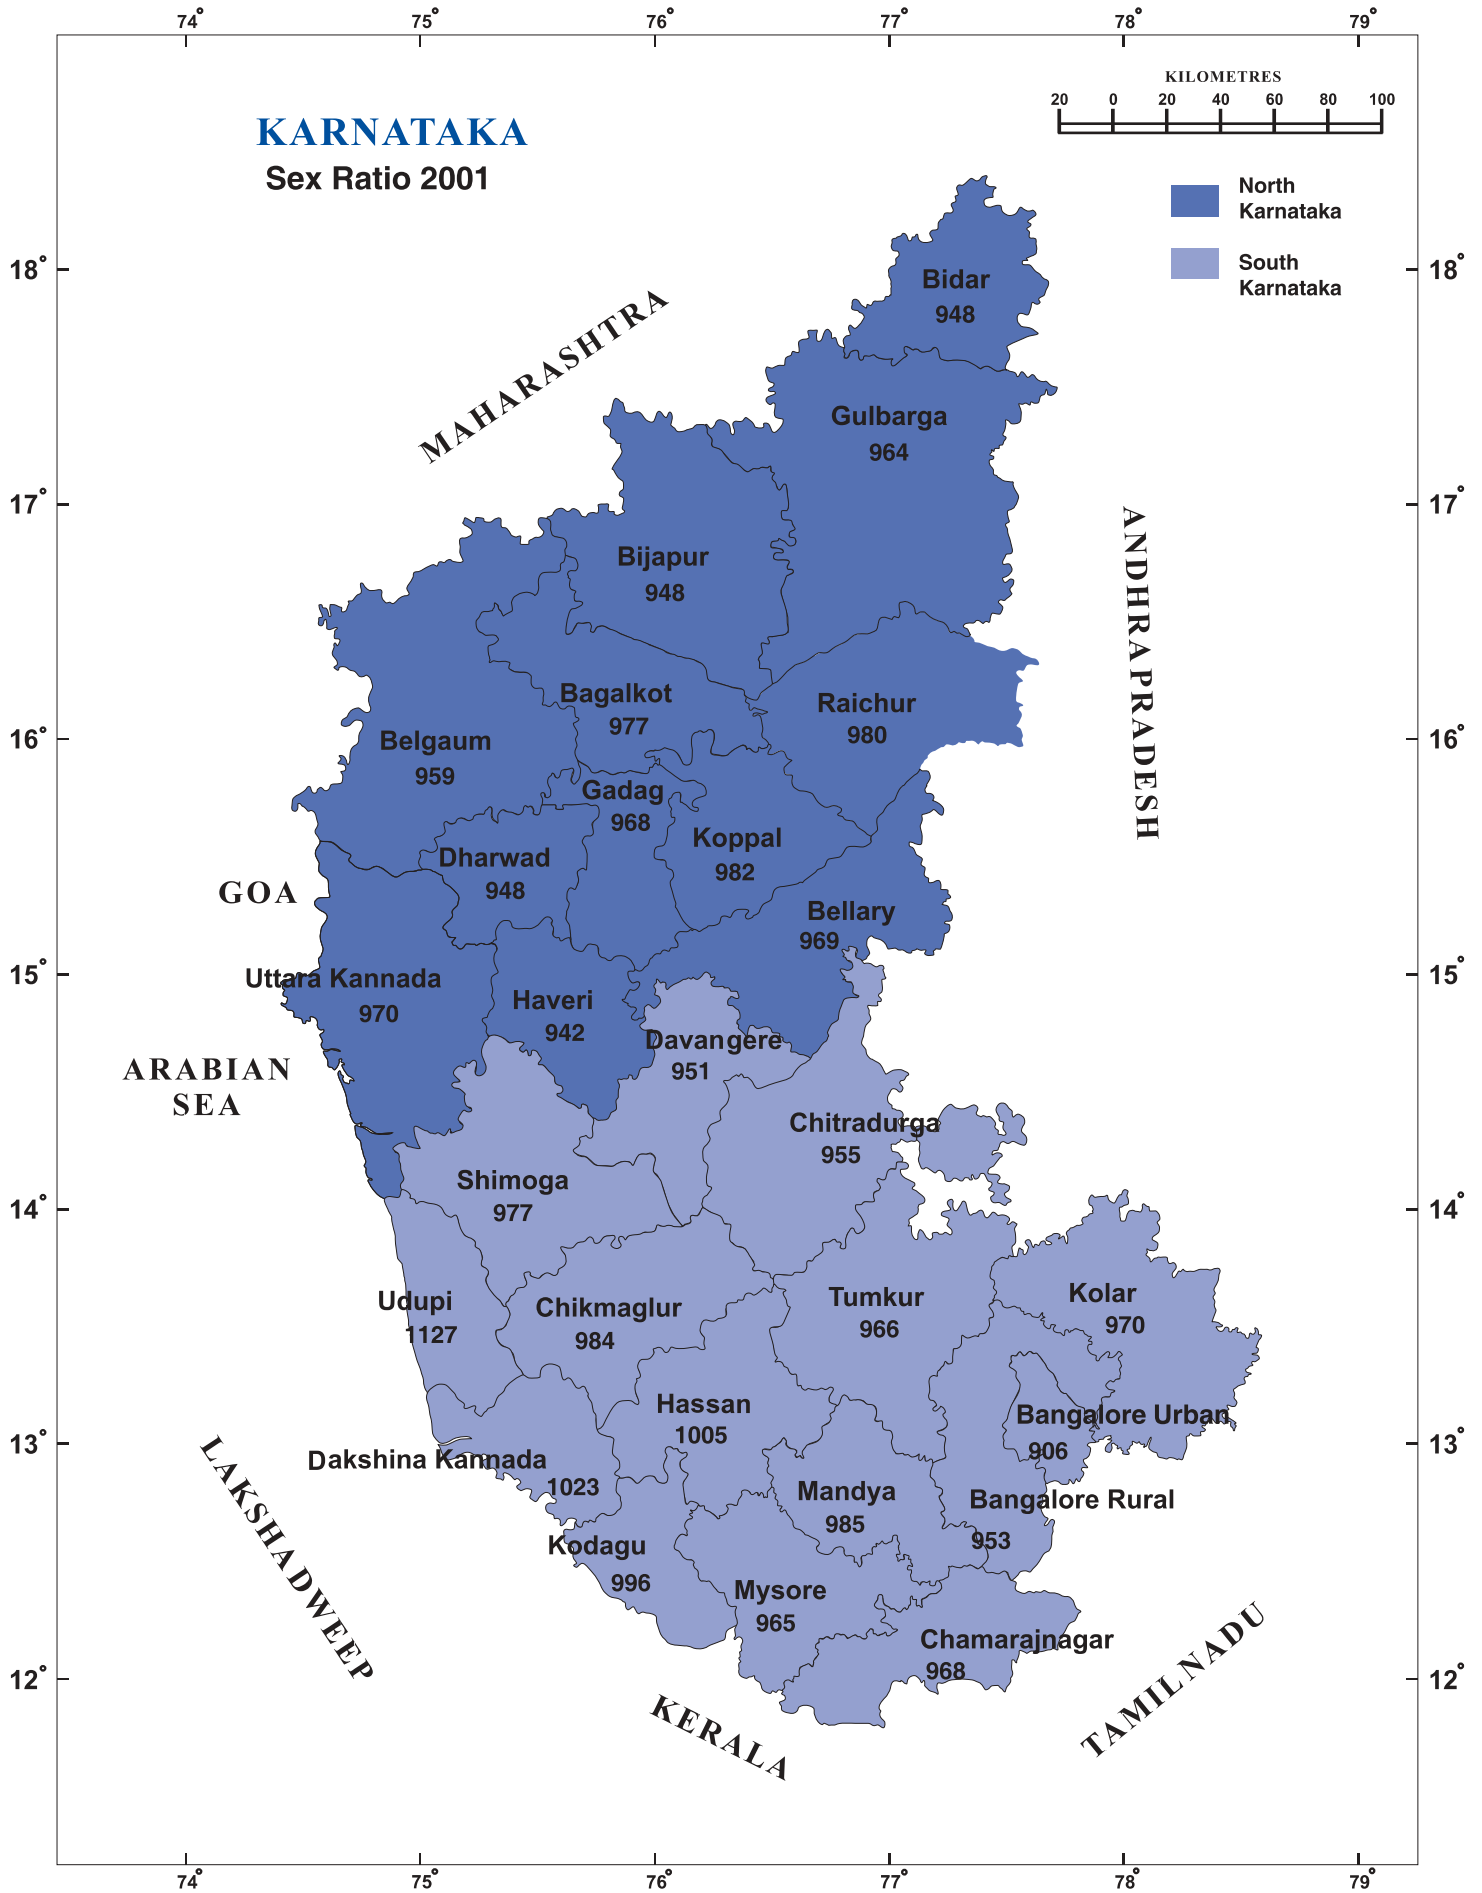 74° 75° 76° 77° 78° 79°
KILOMETRES
20 0 20 40 60 80 100
KARNATAKA
Sex Ratio 2001
North
Karnataka
South
Karnataka
18° 18°
Bidar
948
MAHARASHTRA
Gulbarga
964
17° 17°
ANDHRAPRADESH
Bijapur
948
Bagalkot
977
Raichur
980
16° 16°
Belgaum
959
Gadag
968
Koppal
982
Dharwad
948
GOA
Bellary
969
15° 15°
Uttara Kannada
970
Haveri
942
Davangere
951
ARABIAN
SEA
Chitradurga
955
Shimoga
977
14° 14°
Udupi
1127
Chikmaglur
984
Tumkur
966
Kolar
970
Hassan
1005
Bangalore Urban
906
13° 13°
Dakshina Kannada
1023
LAKSHADWEEP
Mandya
985
Bangalore Rural
953
Kodagu
996
Mysore
965
Chamarajnagar
968
12° 12°
KERALA
TAMILNADU
74° 75° 76° 77° 78° 79°